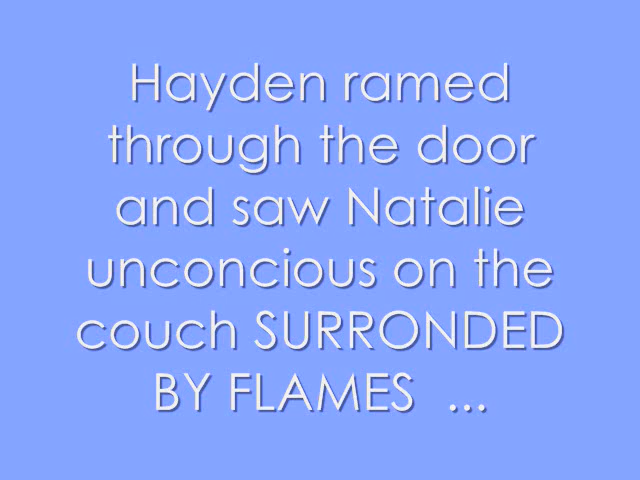 Hayden ramed
through the door
and saw Natalie
unconcious on the
couch SURRONDED
BY FLAMES  ...